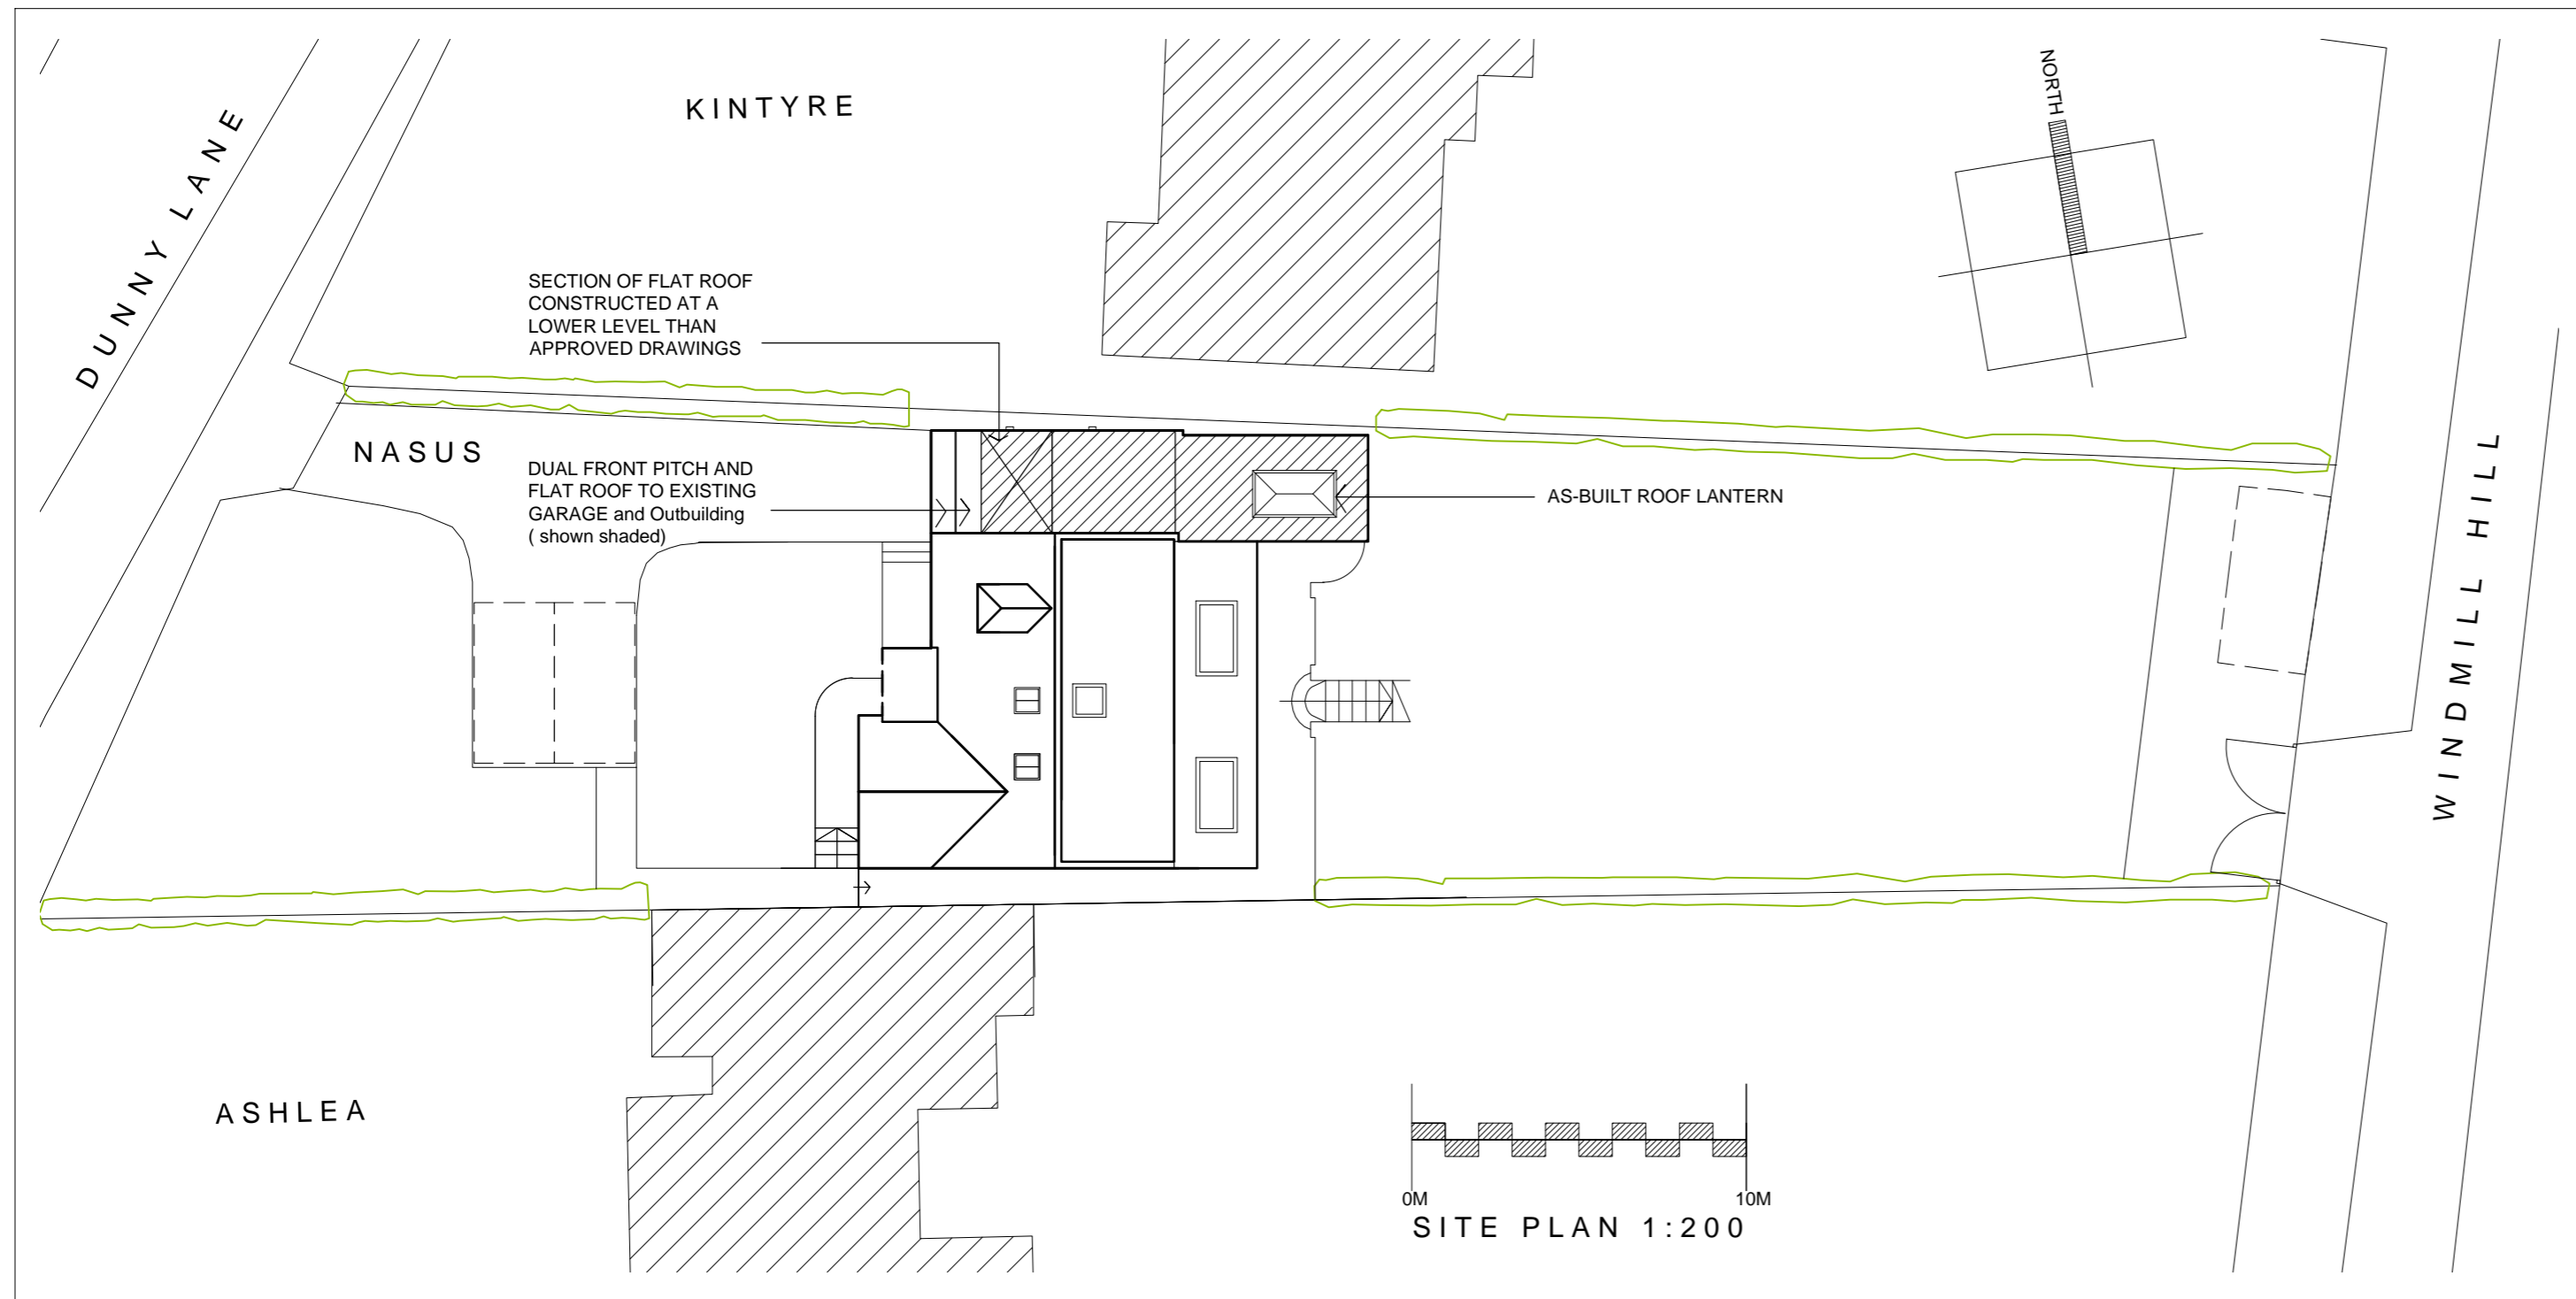 KINTYRE
NORTH
DUNNY LANE
SECTION OF FLAT ROOF
CONSTRUCTED AT A
LOWER LEVEL THAN
APPROVED DRAWINGS
NASUS
DUAL FRONT PITCH AND
FLAT ROOF TO EXISTING
GARAGE and Outbuilding
( shown shaded)
AS-BUILT ROOF LANTERN
WINDMILL HILL
ASHLEA
0M 10M
SITE PLAN 1:200